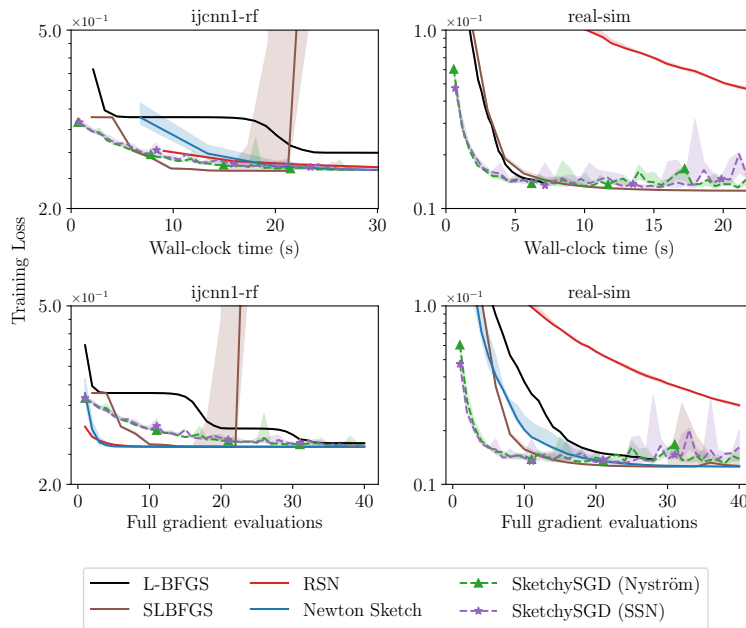 ijcnn1-rf
real-sim
×10⁻¹
5.0
2.0
0
10
20
30
Wall-clock time (s)
×10⁻¹
1.0
0.1
0
5
10
15
20
Wall-clock time (s)
Training Loss
ijcnn1-rf
real-sim
×10⁻¹
5.0
2.0
0
10
20
30
40
Full gradient evaluations
×10⁻¹
1.0
0.1
0
10
20
30
40
Full gradient evaluations
L-BFGS
RSN
SketchySGD (Nyström)
SLBFGS
Newton Sketch
SketchySGD (SSN)